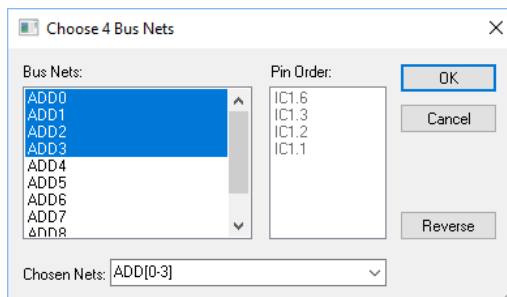 Choose 4 Bus Nets
Bus Nets:
ADD0
ADD1
ADD2
ADD3
ADD4
ADD5
ADD6
ADD7
ADD8
Pin Order:
IC1.6
IC1.3
IC1.2
IC1.1
OK
Cancel
Reverse
Chosen Nets: ADD[0-3]